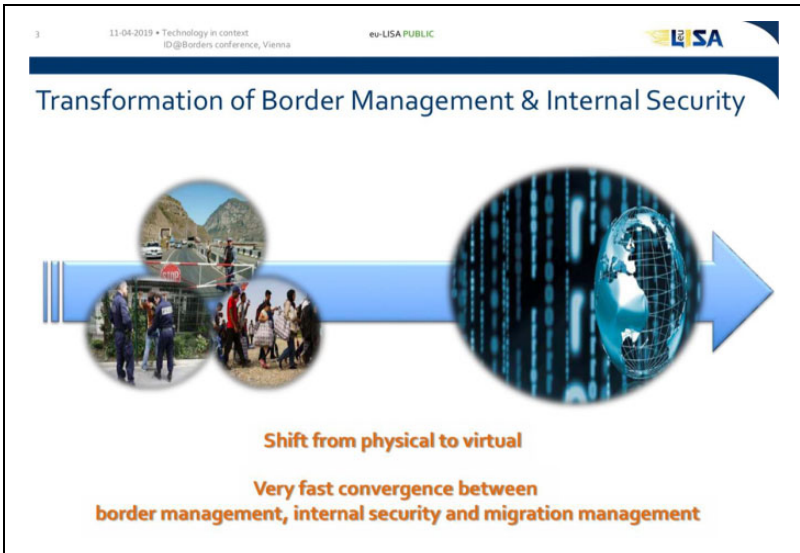 3
11-04-2019 • Technology in context
ID@Borders conference, Vienna
eu-LISA PUBLIC
eu LISA
Transformation of Border Management & Internal Security
STOP
Shift from physical to virtual
Very fast convergence between
border management, internal security and migration management